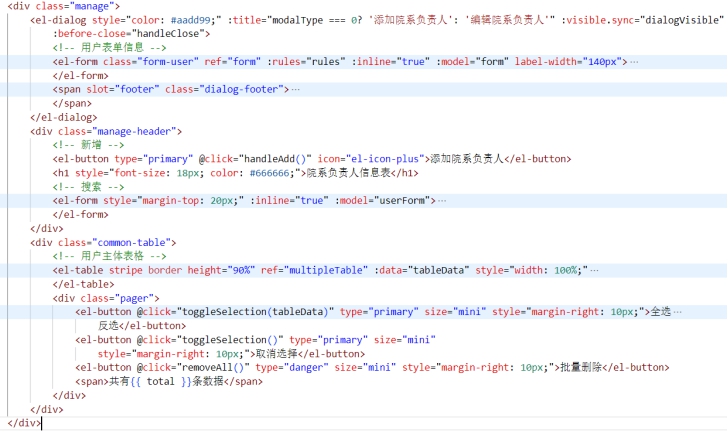 <div class="manage">
<el-dialog style="color: #aadd99;" :title="modalType === 0? '添加院系负责人': '编辑院系负责人'" :visible.sync="dialogVisible"
:before-close="handleClose">
<!-- 用户表单信息 -->
<el-form class="form-user" ref="form" :rules="rules" :inline="true" :model="form" label-width="140px">…
</el-form>
<span slot="footer" class="dialog-footer">…
</span>
</el-dialog>
<div class="manage-header">
<!-- 新增 -->
<el-button type="primary" @click="handleAdd()" icon="el-icon-plus">添加院系负责人</el-button>
<h1 style="font-size: 18px; color: #666666;">院系负责人信息表</h1>
<!-- 搜索 -->
<el-form style="margin-top: 20px;" :inline="true" :model="userForm">…
</el-form>
</div>
<div class="common-table">
<!-- 用户主体表格 -->
<el-table stripe border height="90%" ref="multipleTable" :data="tableData" style="width: 100%;"…
</el-table>
<div class="pager">
<el-button @click="toggleSelection(tableData)" type="primary" size="mini" style="margin-right: 10px;">全选…
反选</el-button>
<el-button @click="toggleSelection()" type="primary" size="mini"
style="margin-right: 10px;">取消选择</el-button>
<el-button @click="removeAll()" type="danger" size="mini" style="margin-right: 10px;">批量删除</el-button>
<span>共有{{ total }}条数据</span>
</div>
</div>
</div>